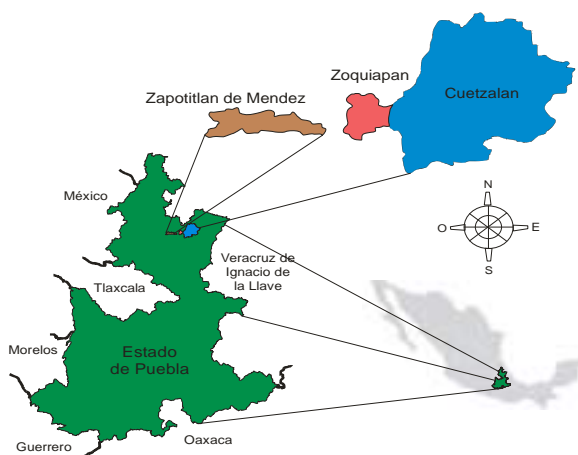 Zoquiapan
Cuetzalan
Zapotitlan de Mendez
México
N
O
E
S
Veracruz de
Ignacio de
la Llave
Tlaxcala
Morelos
Estado
de Puebla
Guerrero
Oaxaca